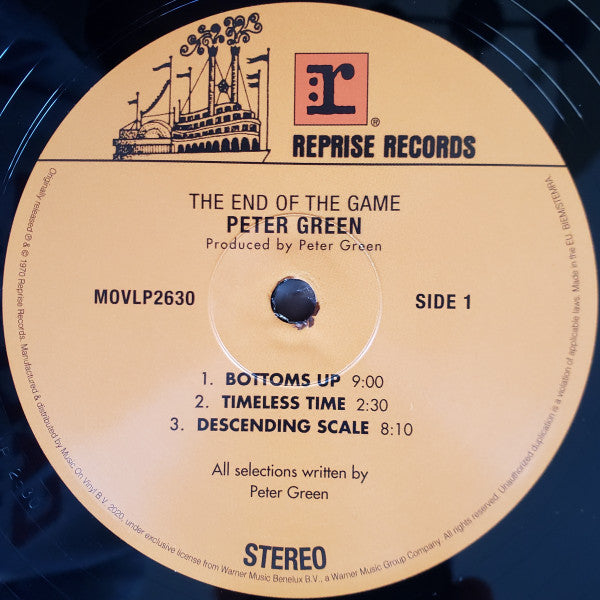 r
®
REPRISE RECORDS
THE END OF THE GAME
PETER GREEN
Produced by Peter Green
MOVLP2630
SIDE 1
1. BOTTOMS UP 9:00
2. TIMELESS TIME 2:30
3. DESCENDING SCALE 8:10
All selections written by
Peter Green
STEREO
Originally released ℗ & © 1970 Reprise Records. Manufactured & distributed by Music On Vinyl B.V. 2020, under exclusive license from Warner Music Benelux B.V., a Warner Music Group Company. All rights reserved. Unauthorized duplication is a violation of applicable laws. Made in the EU. BIEM/STEMRA.